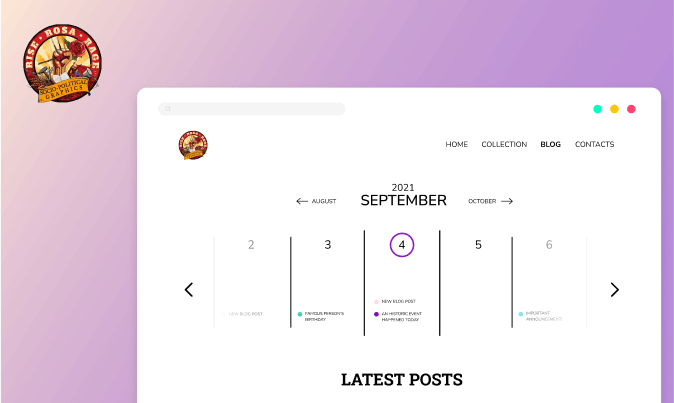 RISE • ROSA • RAGE
SOCIO-POLITICAL
GRAPHICS
HOME COLLECTION BLOG CONTACTS
2021
AUGUST SEPTEMBER OCTOBER
2 3 4 5 6
NEW BLOG POST
NEW BLOG POST
FAMOUS PERSON'S
BIRTHDAY
AN HISTORIC EVENT
HAPPENED TODAY
IMPORTANT
ANNOUNCEMENT
LATEST POSTS